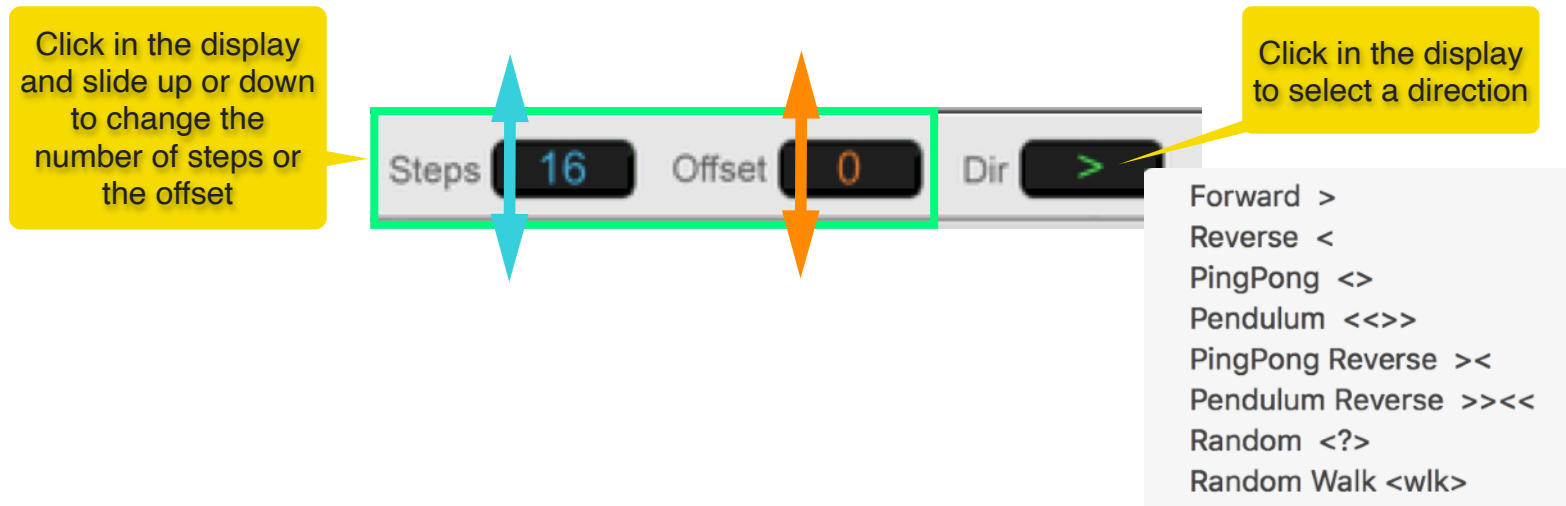 Click in the display
and slide up or down
to change the
number of steps or
the offset
Steps 16 Offset 0 Dir >
Click in the display
to select a direction
Forward >
Reverse <
PingPong <>
Pendulum <<>>
PingPong Reverse ><
Pendulum Reverse >><<
Random <?>
Random Walk <wlk>